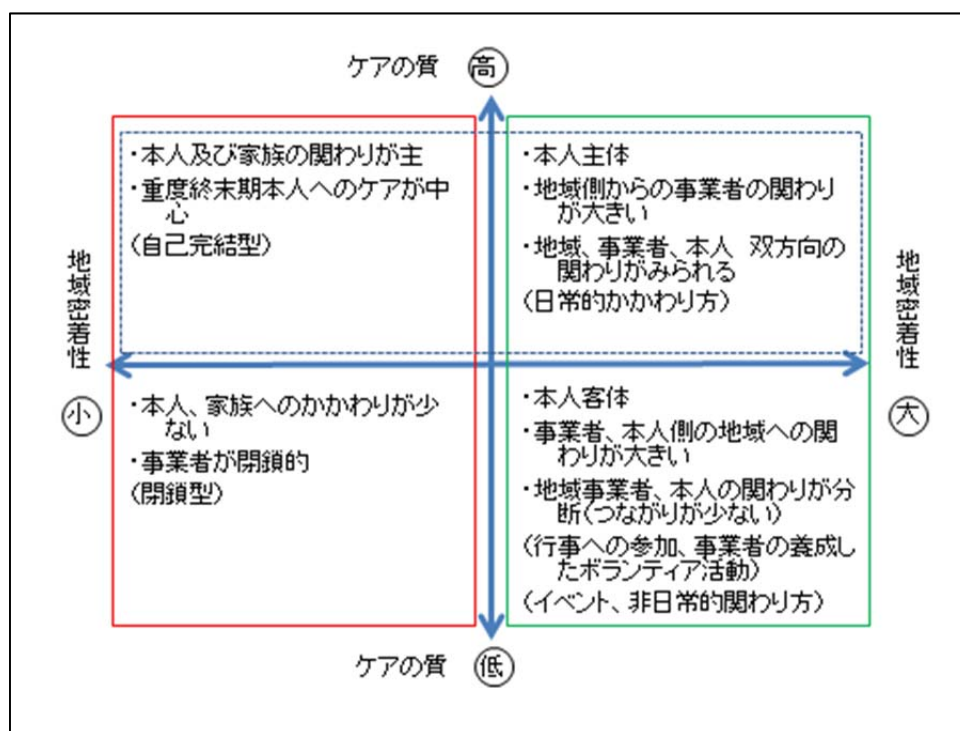 ケアの質 高
・本人及び家族の関わりが主
・重度終末期本人へのケアが中
心
(自己完結型)
・本人主体
・地域側からの事業者の関わり
が大きい
・地域、事業者、本人 双方向の
関わりがみられる
(日常的かかわり方)
地域密着性
小
地域密着性
大
・本人、家族へのかかわりが少
ない
・事業者が閉鎖的
(閉鎖型)
・本人客体
・事業者、本人側の地域への関
わりが大きい
・地域事業者、本人の関わりが分
断(つながりが少ない)
(行事への参加、事業者の養成し
たボランティア活動)
(イベント、非日常的関わり方)
ケアの質 低